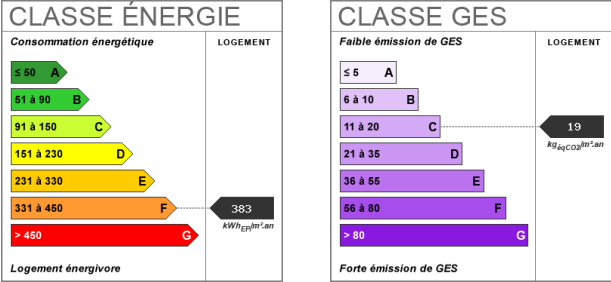 CLASSE ÉNERGIE
Consommation énergétique
LOGEMENT
≤ 50 A
51 à 90 B
91 à 150 C
151 à 230 D
231 à 330 E
331 à 450 F
383
kWhEP/m².an
> 450 G
Logement énergivore
CLASSE GES
Faible émission de GES
LOGEMENT
≤ 5 A
6 à 10 B
11 à 20 C
19
kgéqCO2/m².an
21 à 35 D
36 à 55 E
56 à 80 F
> 80 G
Forte émission de GES